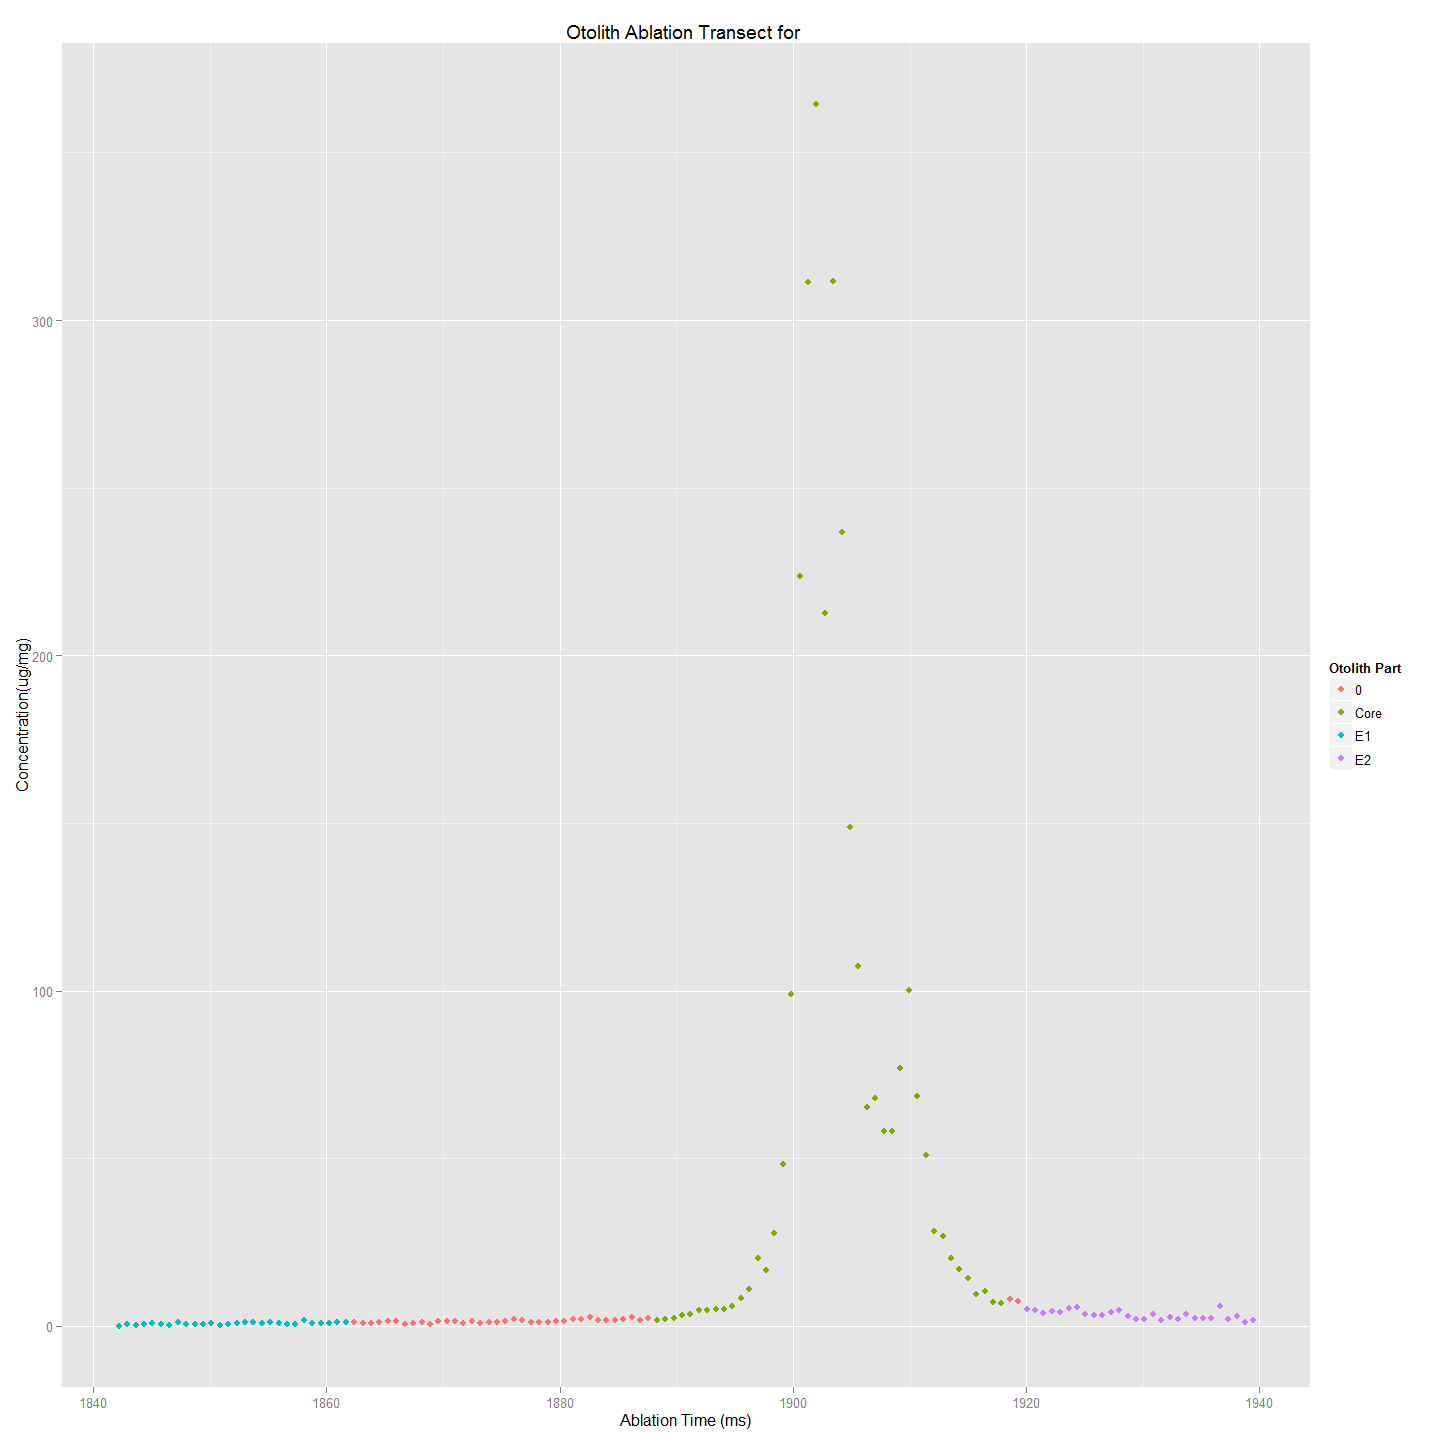 Otolith Ablation Transect for
Concentration(ug/mg)
300
200
100
0
1840
1860
1880
1900
1920
1940
Ablation Time (ms)
Otolith Part
0
Core
E1
E2